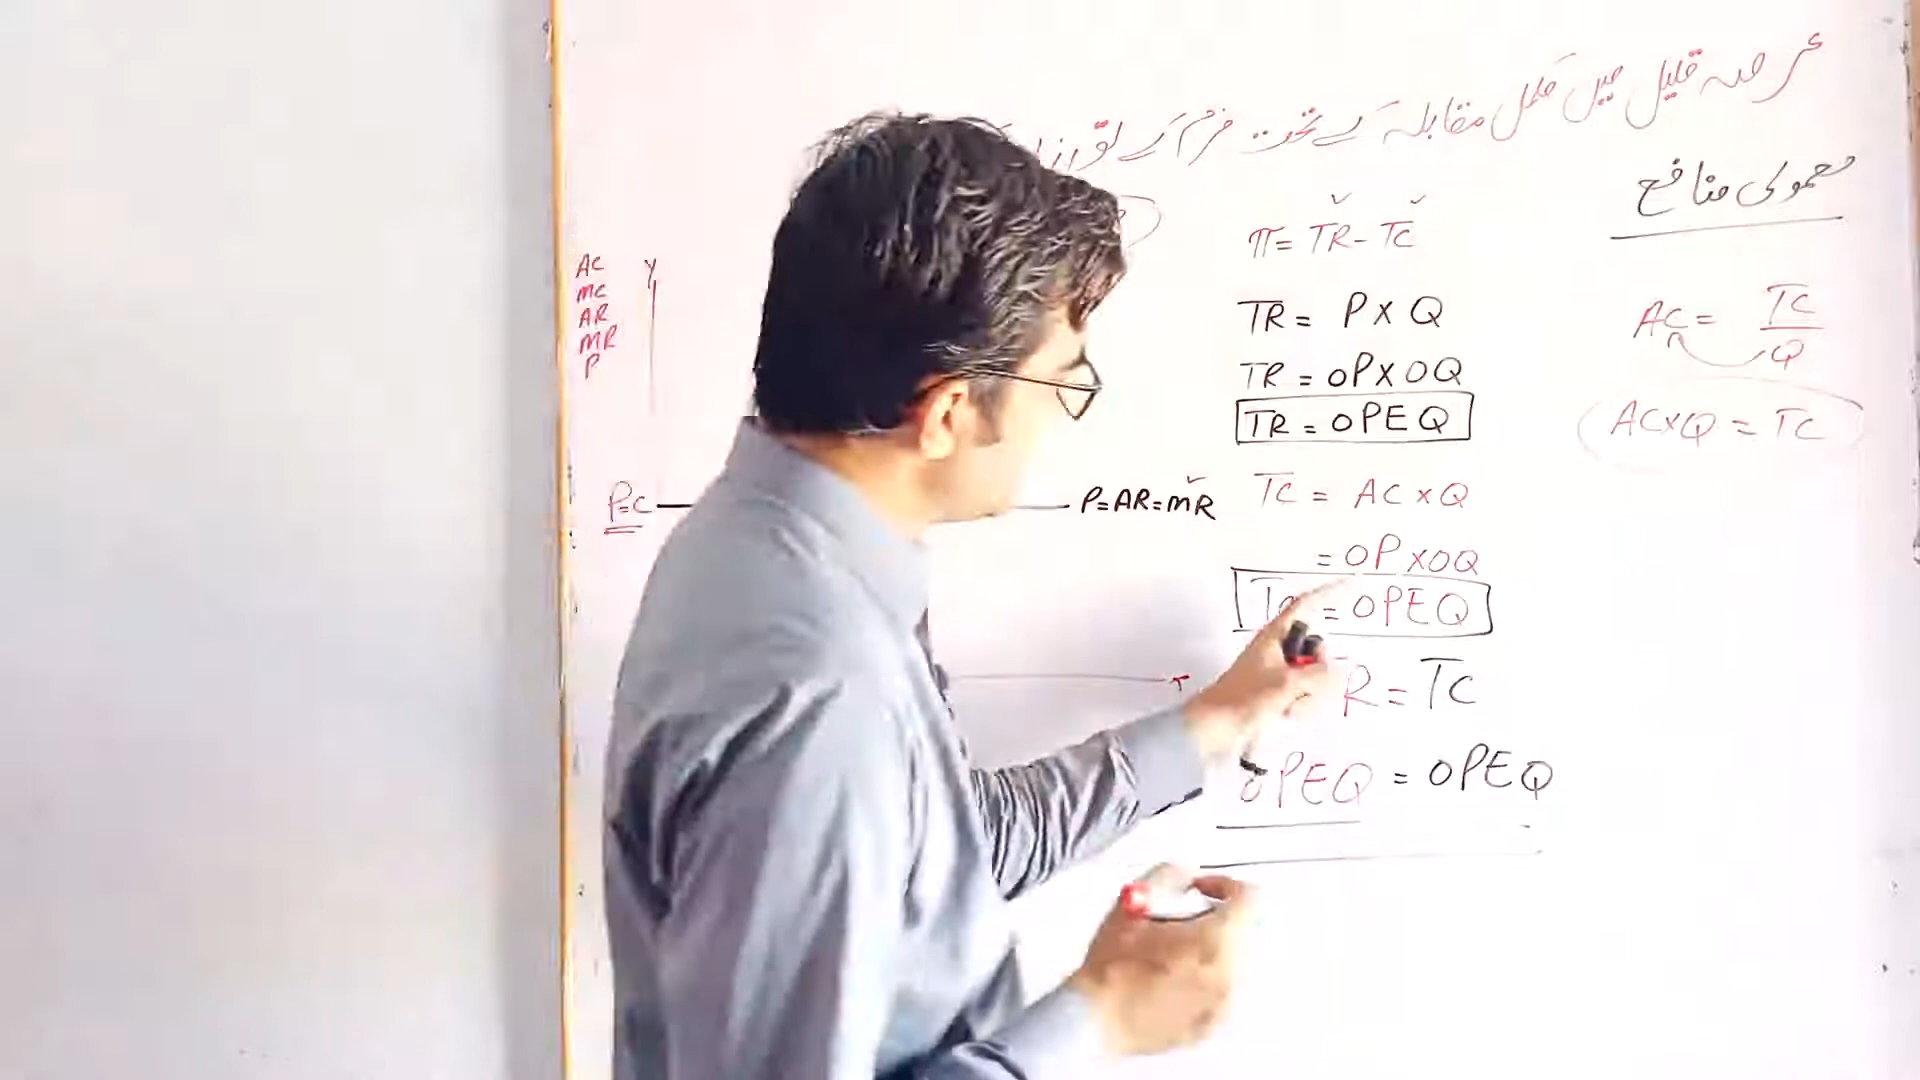 عرصہ قلیل میں مکمل مقابلہ کے تحت فرم کے توازن
معمولی منافع
π = TR - TC
TR = P X Q
TR = OP X OQ
TR = OPEQ
TC = AC x Q
= OP X OQ
= OPEQ
R = TC
OPEQ = OPEQ
AC = TC
Q
AC x Q = TC
AC
MC
AR
MR
P
Y
P=C
P=AR=MR